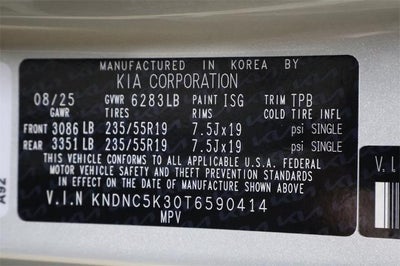 MANUFACTURED IN KOREA BY
KIA CORPORATION
08/25 GVWR 6283LB PAINT ISG TRIM TPB
GAWR TIRES RIMS COLD TIRE INFL
FRONT 3086 LB 235/55R19 7.5Jx19 psi SINGLE
REAR 3351 LB 235/55R19 7.5Jx19 psi SINGLE
THIS VEHICLE CONFORMS TO ALL APPLICABLE U.S.A. FEDERAL
MOTOR VEHICLE SAFETY AND THEFT PREVENTION STANDARDS
IN EFFECT ON THE DATE OF MANUFACTURE SHOWN ABOVE
V.I.N KNDNC5K30T6590414
MPV
A92
V.I.